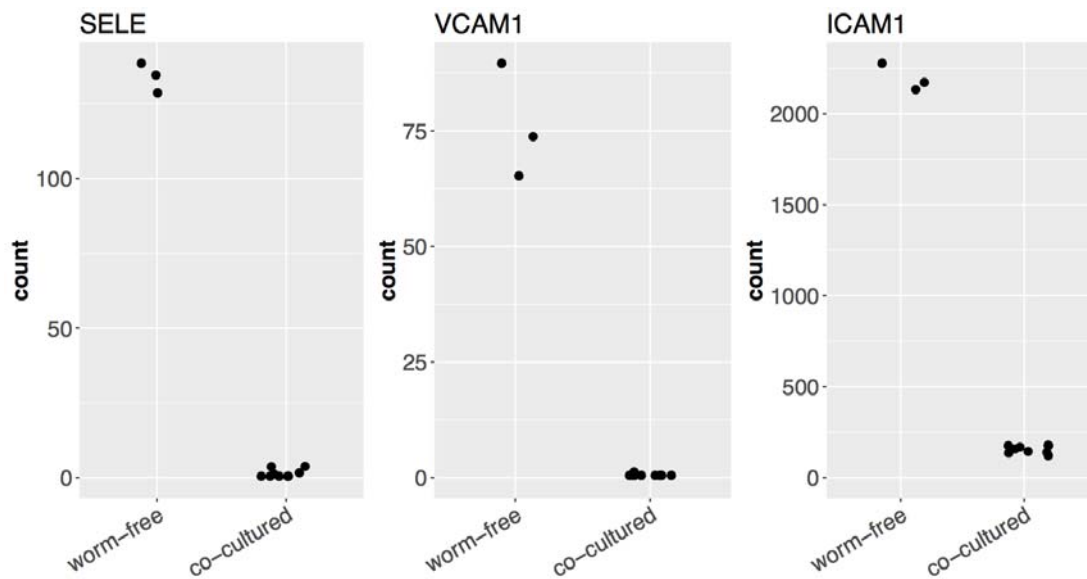 SELE
VCAM1
ICAM1
count
100
50
0
worm-free
co-cultured
count
75
50
25
0
worm-free
co-cultured
count
2000
1500
1000
500
0
worm-free
co-cultured